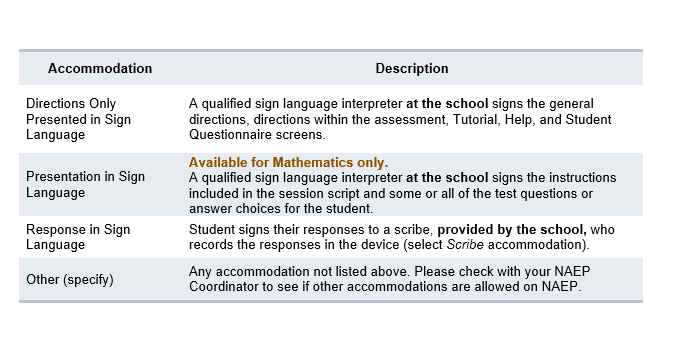 Accommodation Description
Directions Only
Presented in Sign
Language
A qualified sign language interpreter at the school signs the general
directions, directions within the assessment, Tutorial, Help, and Student
Questionnaire screens.
Presentation in Sign
Language
Available for Mathematics only.
A qualified sign language interpreter at the school signs the instructions
included in the session script and some or all of the test questions or
answer choices for the student.
Response in Sign
Language
Student signs their responses to a scribe, provided by the school, who
records the responses in the device (select Scribe accommodation).
Other (specify)
Any accommodation not listed above. Please check with your NAEP
Coordinator to see if other accommodations are allowed on NAEP.